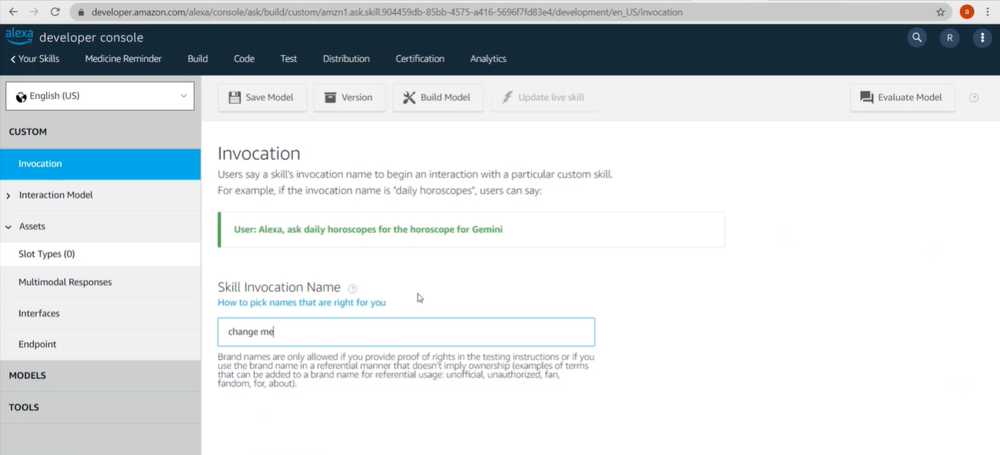 developer.amazon.com/alexa/console/ask/build/custom/amzn1.ask.skill.904459db-85bb-4575-a416-5696f7fd83e4/development/en_US/invocation
a
alexa developer console
R
Your Skills Medicine Reminder Build Code Test Distribution Certification Analytics
English (US)
Save Model Version Build Model Update live skill Evaluate Model ?
CUSTOM
Invocation
Interaction Model
Assets
Slot Types (0)
Multimodal Responses
Interfaces
Endpoint
MODELS
TOOLS
Invocation
Users say a skill's invocation name to begin an interaction with a particular custom skill.
For example, if the invocation name is "daily horoscopes", users can say:
User: Alexa, ask daily horoscopes for the horoscope for Gemini
Skill Invocation Name ?
How to pick names that are right for you
change me
Brand names are only allowed if you provide proof of rights in the testing instructions or if you
use the brand name in a referential manner that doesn't imply ownership (examples of terms
that can be added to a brand name for referential usage: unofficial, unauthorized, fan,
fandom, for, about).